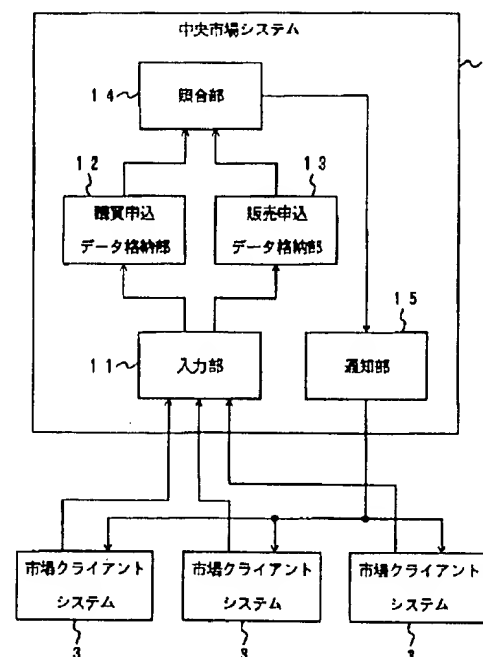 中央市場システム
14
照合部
12
13
購買申込
データ格納部
販売申込
データ格納部
15
11
入力部
通知部
市場クライアント
システム
市場クライアント
システム
市場クライアント
システム
3
3
3